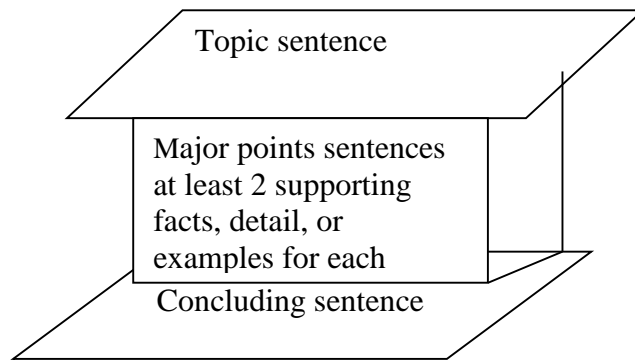 Topic sentence
Major points sentences
at least 2 supporting
facts, detail, or
examples for each
Concluding sentence